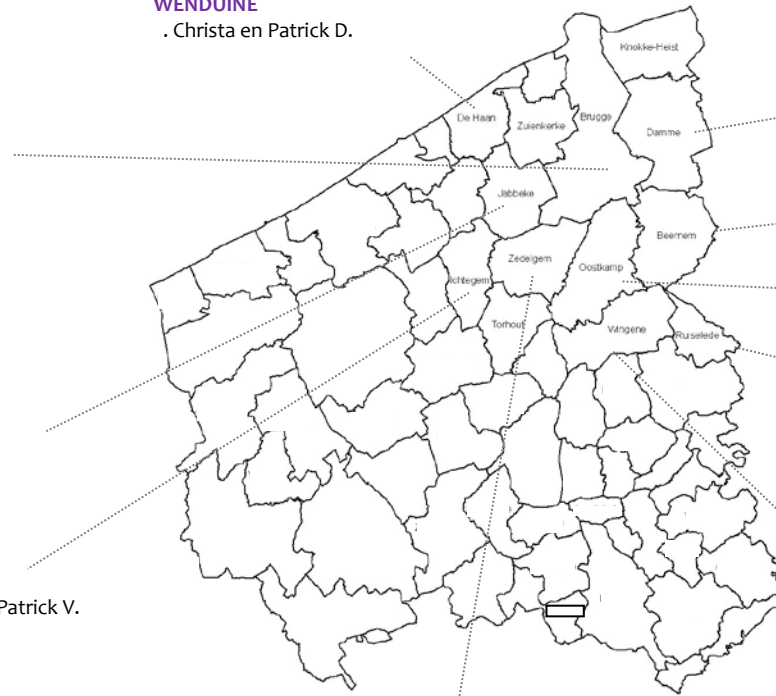 WENDUINE
. Christa en Patrick D.
Knokke-Heist
De Haan
Zuienkerke
Brugge
Damme
Jabbeke
Beernem
Zedelgem
Oostkamp
Ichtegem
Torhout
Wingene
Ruiselede
Patrick V.